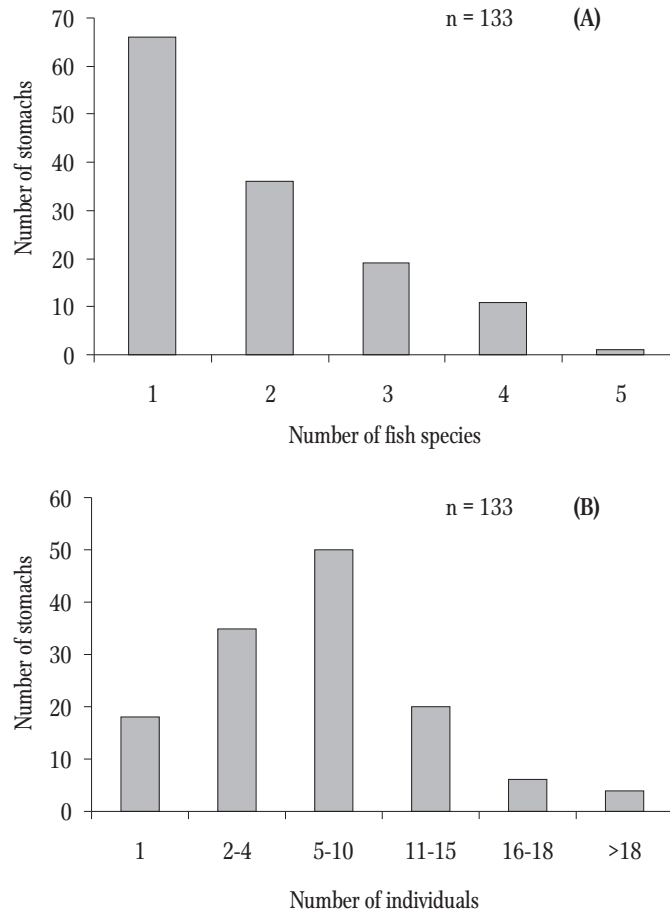 n = 133 (A)
Number of stomachs
70
60
50
40
30
20
10
0
1 2 3 4 5
Number of fish species
n = 133 (B)
Number of stomachs
60
50
40
30
20
10
0
1 2-4 5-10 11-15 16-18 >18
Number of individuals